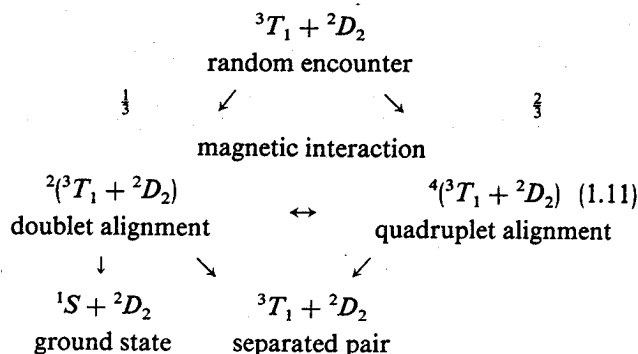 ³T₁ + ²D₂
random encounter
⅓ ↙ ↘ ⅔
magnetic interaction
²(³T₁ + ²D₂) ↔ ⁴(³T₁ + ²D₂) (1.11)
doublet alignment quadruplet alignment
↓ ↘ ↙
¹S + ²D₂ ³T₁ + ²D₂
ground state separated pair